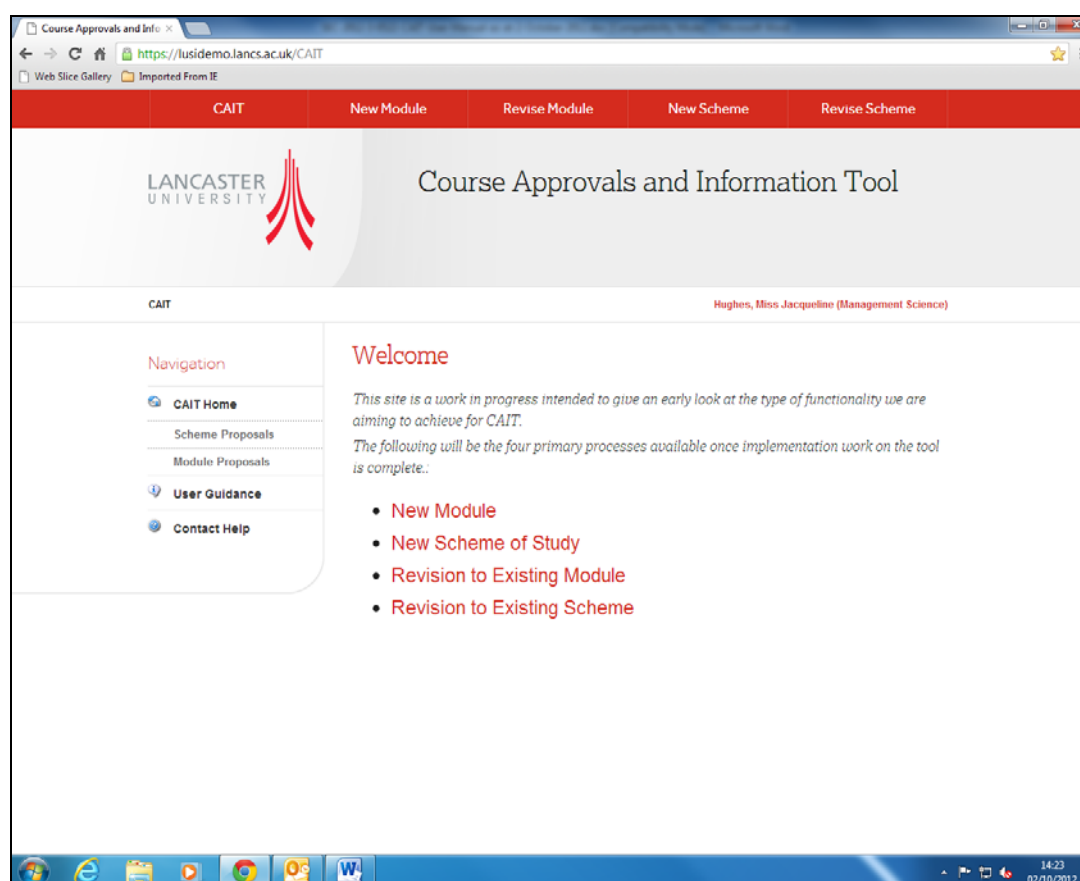 Course Approvals and Info
https://lusidemo.lancs.ac.uk/CAIT
Web Slice Gallery Imported From IE
CAIT New Module Revise Module New Scheme Revise Scheme
LANCASTER
UNIVERSITY
Course Approvals and Information Tool
CAIT Hughes, Miss Jacqueline (Management Science)
Navigation
CAIT Home
Scheme Proposals
Module Proposals
User Guidance
Contact Help
Welcome
This site is a work in progress intended to give an early look at the type of functionality we are
aiming to achieve for CAIT.
The following will be the four primary processes available once implementation work on the tool
is complete.:
• New Module
• New Scheme of Study
• Revision to Existing Module
• Revision to Existing Scheme
14:23
02/10/2012